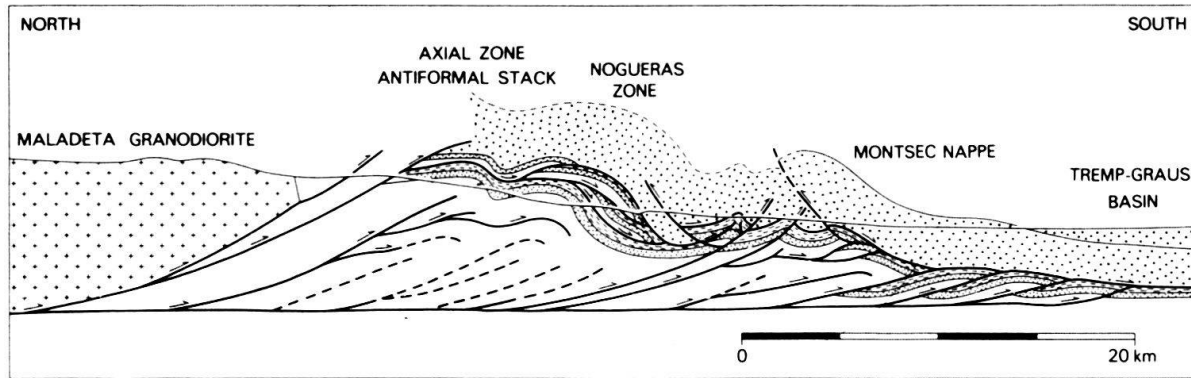 NORTH
SOUTH
AXIAL ZONE
ANTIFORMAL STACK
NOGUERAS
ZONE
MALADETA GRANODIORITE
MONTSEC NAPPE
TREMP-GRAUS
BASIN
0
20 km